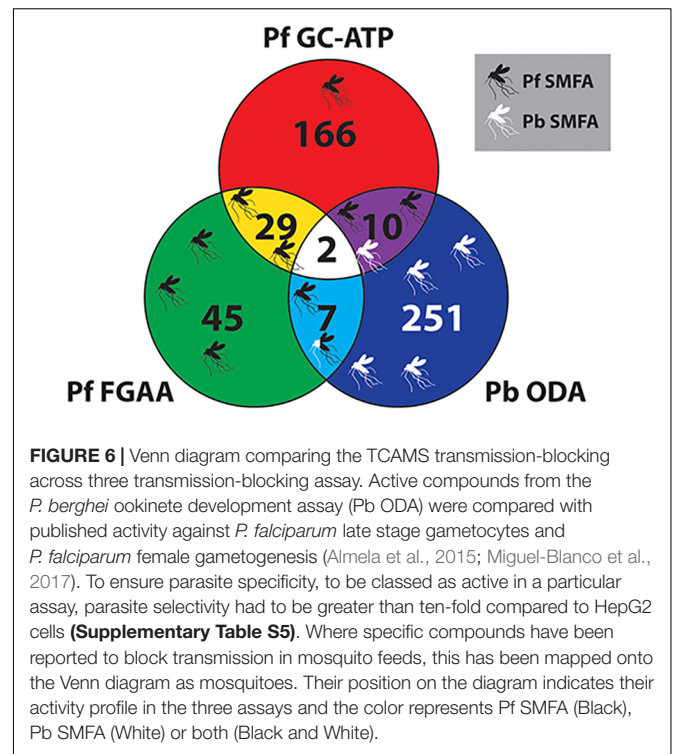 Pf GC-ATP
Pf SMFA
Pb SMFA
166
29
10
2
45
7
251
Pf FGAA
Pb ODA
FIGURE 6 | Venn diagram comparing the TCAMS transmission-blocking
across three transmission-blocking assay. Active compounds from the
P. berghei ookinete development assay (Pb ODA) were compared with
published activity against P. falciparum late stage gametocytes and
P. falciparum female gametogenesis (Almela et al., 2015; Miguel-Blanco et al.,
2017). To ensure parasite specificity, to be classed as active in a particular
assay, parasite selectivity had to be greater than ten-fold compared to HepG2
cells (Supplementary Table S5). Where specific compounds have been
reported to block transmission in mosquito feeds, this has been mapped onto
the Venn diagram as mosquitoes. Their position on the diagram indicates their
activity profile in the three assays and the color represents Pf SMFA (Black),
Pb SMFA (White) or both (Black and White).